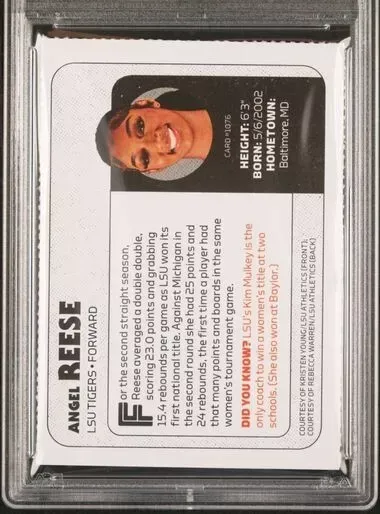 ANGEL REESE
LSU TIGERS • FORWARD
For the second straight season,
Reese averaged a double double,
scoring 23.0 points and grabbing
15.4 rebounds per game as LSU won its
first national title. Against Michigan in
the second round she had 25 points and
24 rebounds, the first time a player had
that many points and boards in the same
women's tournament game.
DID YOU KNOW? LSU's Kim Mulkey is the
only coach to win a women's title at two
schools. (She also won at Baylor.)
CARD #1076
HEIGHT: 6'3"
BORN: 5/6/2002
HOMETOWN:
Baltimore, MD
COURTESY OF KRISTEN YOUNG/LSU ATHLETICS (FRONT);
COURTESY OF REBECCA WARREN/LSU ATHLETICS (BACK)